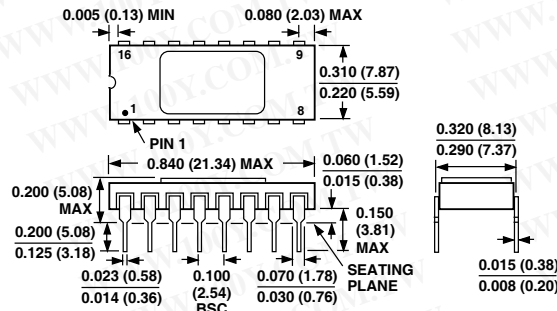 0.005 (0.13) MIN
0.080 (2.03) MAX
16
9
0.310 (7.87)
0.220 (5.59)
1
8
PIN 1
0.840 (21.34) MAX
0.060 (1.52)
0.015 (0.38)
0.320 (8.13)
0.290 (7.37)
0.200 (5.08)
MAX
0.150
(3.81)
MAX
0.200 (5.08)
0.125 (3.18)
SEATING
PLANE
0.023 (0.58)
0.014 (0.36)
0.100
(2.54)
BSC
0.070 (1.78)
0.030 (0.76)
0.015 (0.38)
0.008 (0.20)
WWW.100Y.COM.TW